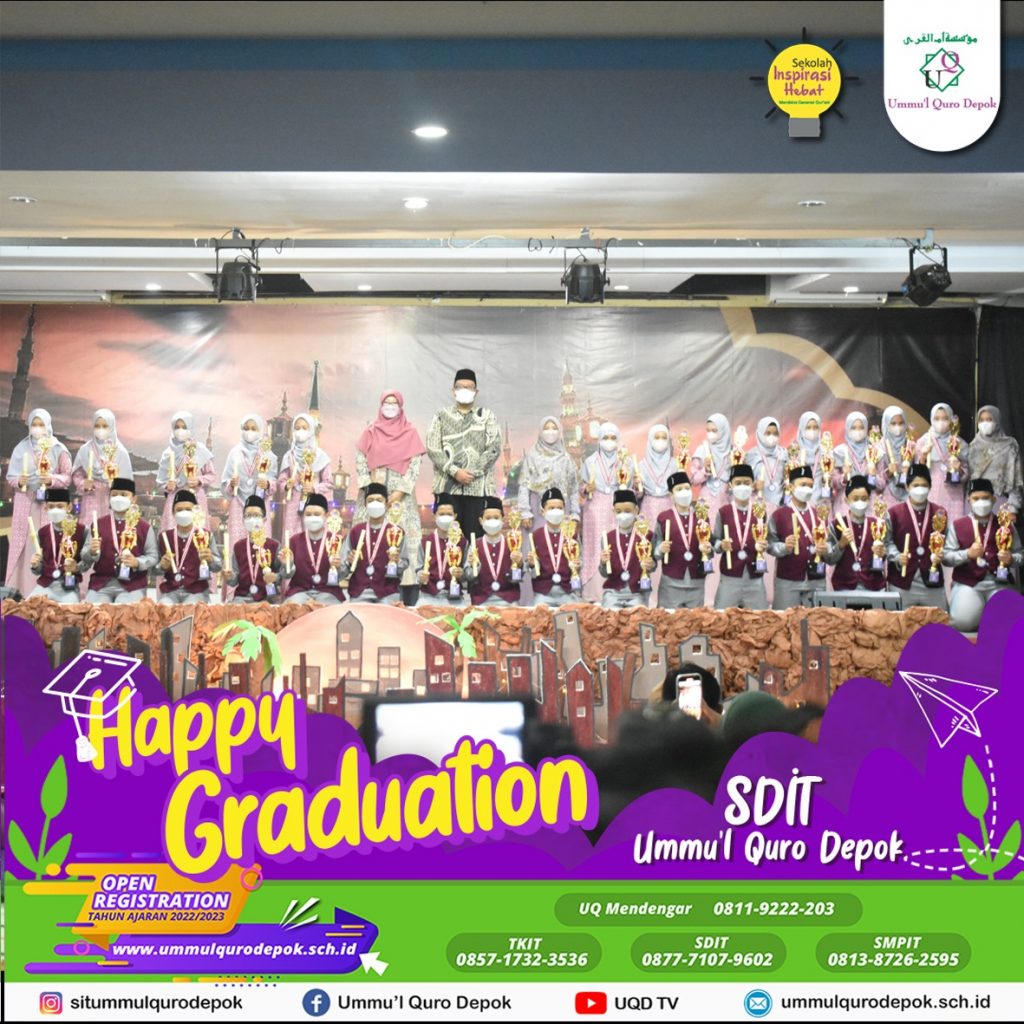 Sekolah
Inspirasi
Hebat
مؤسسة أم القرى
UQ
Ummu'l Quro Depok
Happy
Graduation
SDiT
Ummu'l Quro Depok
OPEN
REGISTRATION
TAHUN AJARAN 2022/2023
www.ummulqurodepok.sch.id
UQ Mendengar 0811-9222-203
TKIT
0857-1732-3536
SDIT
0877-7107-9602
SMPIT
0813-8726-2595
sitummulqurodepok
Ummu'l Quro Depok
UQD TV
ummulqurodepok.sch.id